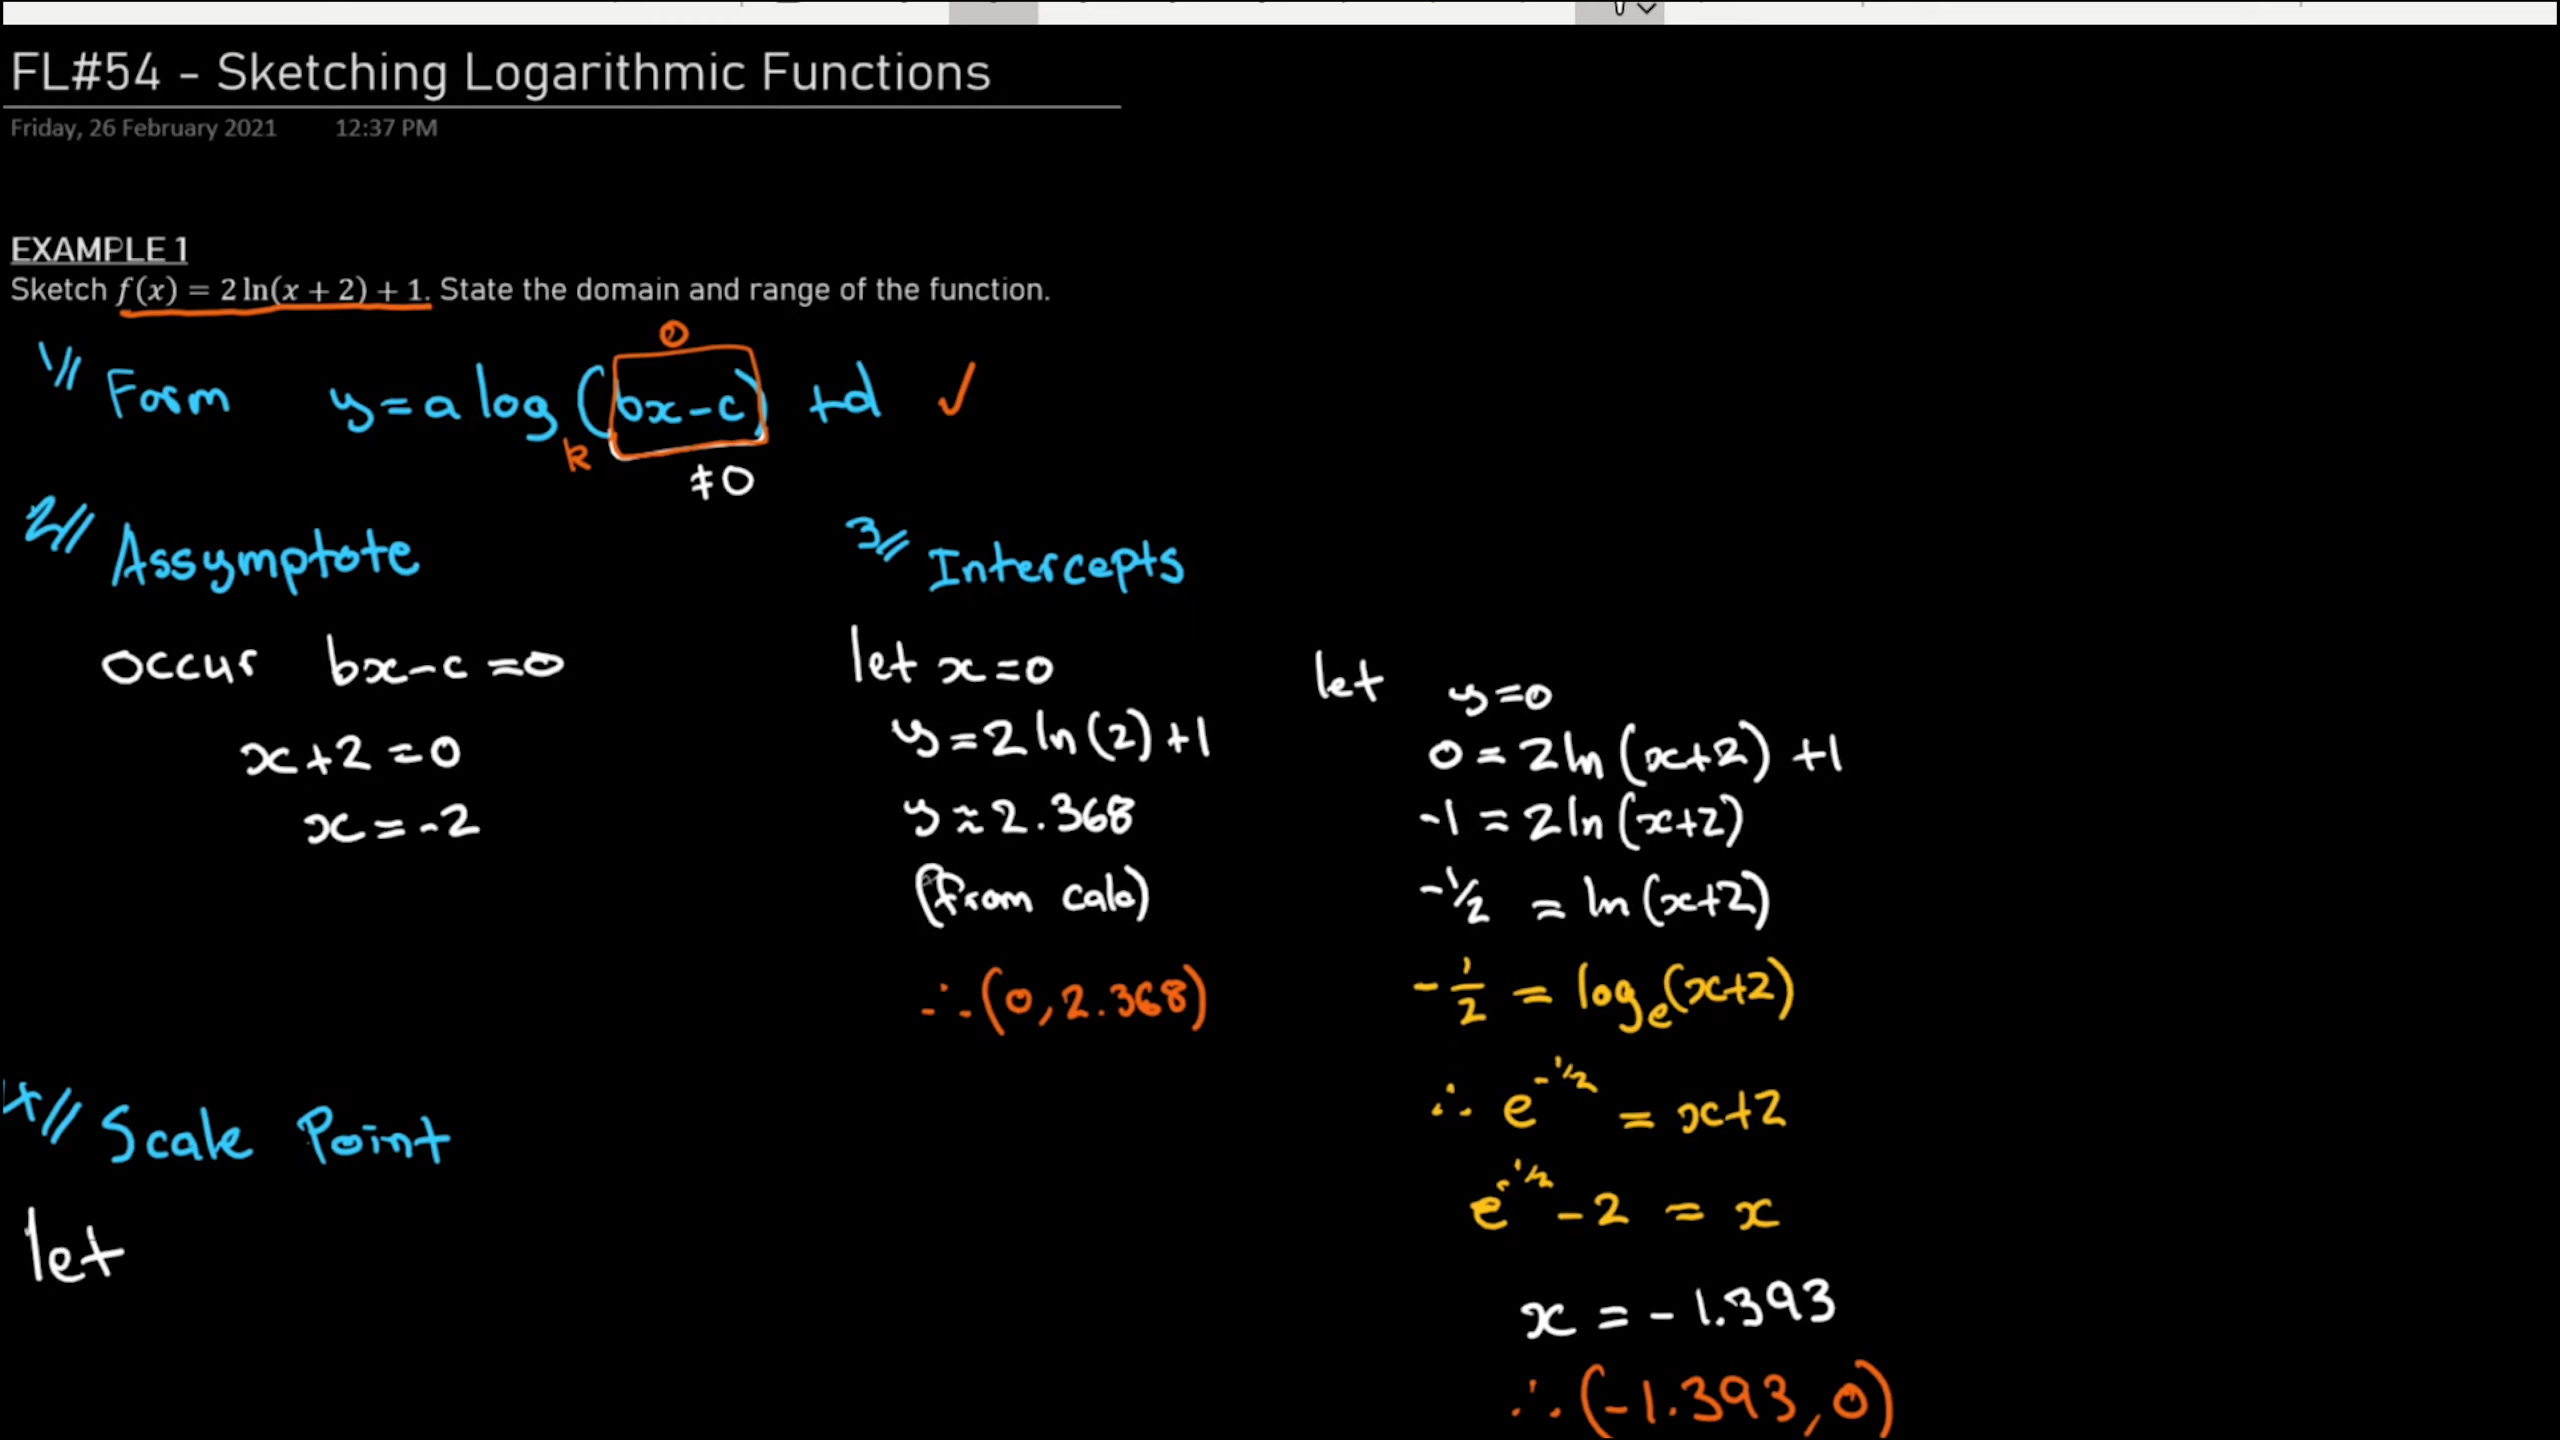 FL#54 - Sketching Logarithmic Functions
Friday, 26 February 2021 12:37 PM
EXAMPLE 1
Sketch f(x) = 2 ln(x + 2) + 1. State the domain and range of the function.
0
1// Form y = a log k (bx-c) + d ✓
≠0
2// Assymptote
occur bx-c=0
x+2=0
x=-2
3// Intercepts
let x=0
y=2ln(2)+1
y≈2.368
(from calc)
∴(0,2.368)
let y=0
0=2ln(x+2)+1
-1=2ln(x+2)
-1/2=ln(x+2)
-1/2=log e (x+2)
∴ e^-1/2 = x+2
e^-1/2 - 2 = x
x=-1.393
∴(-1.393,0)
4// Scale Point
let